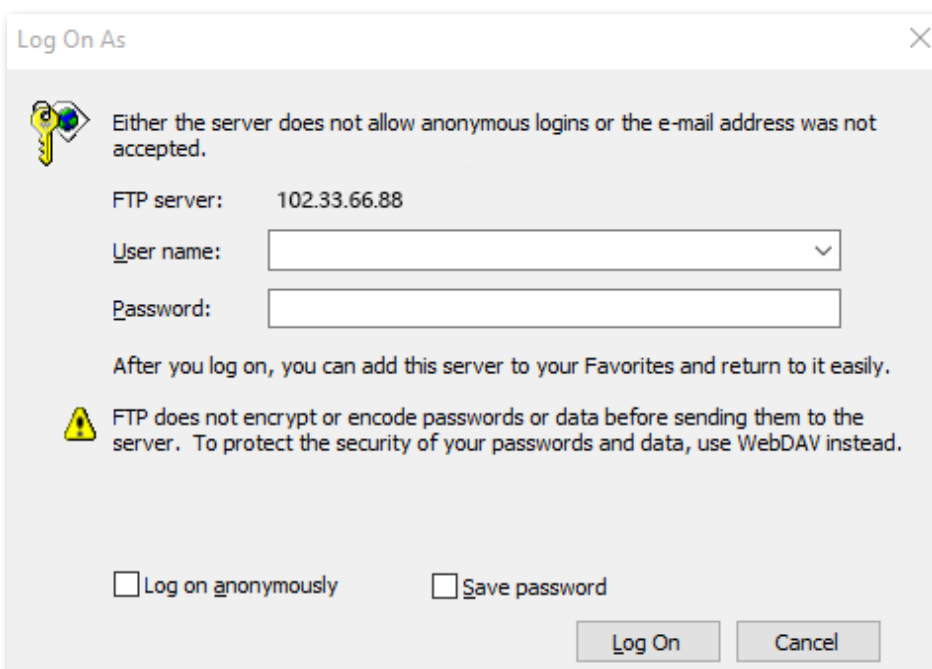 Log On As
Either the server does not allow anonymous logins or the e-mail address was not
accepted.
FTP server: 102.33.66.88
User name:
Password:
After you log on, you can add this server to your Favorites and return to it easily.
FTP does not encrypt or encode passwords or data before sending them to the
server. To protect the security of your passwords and data, use WebDAV instead.
Log on anonymously Save password
Log On Cancel